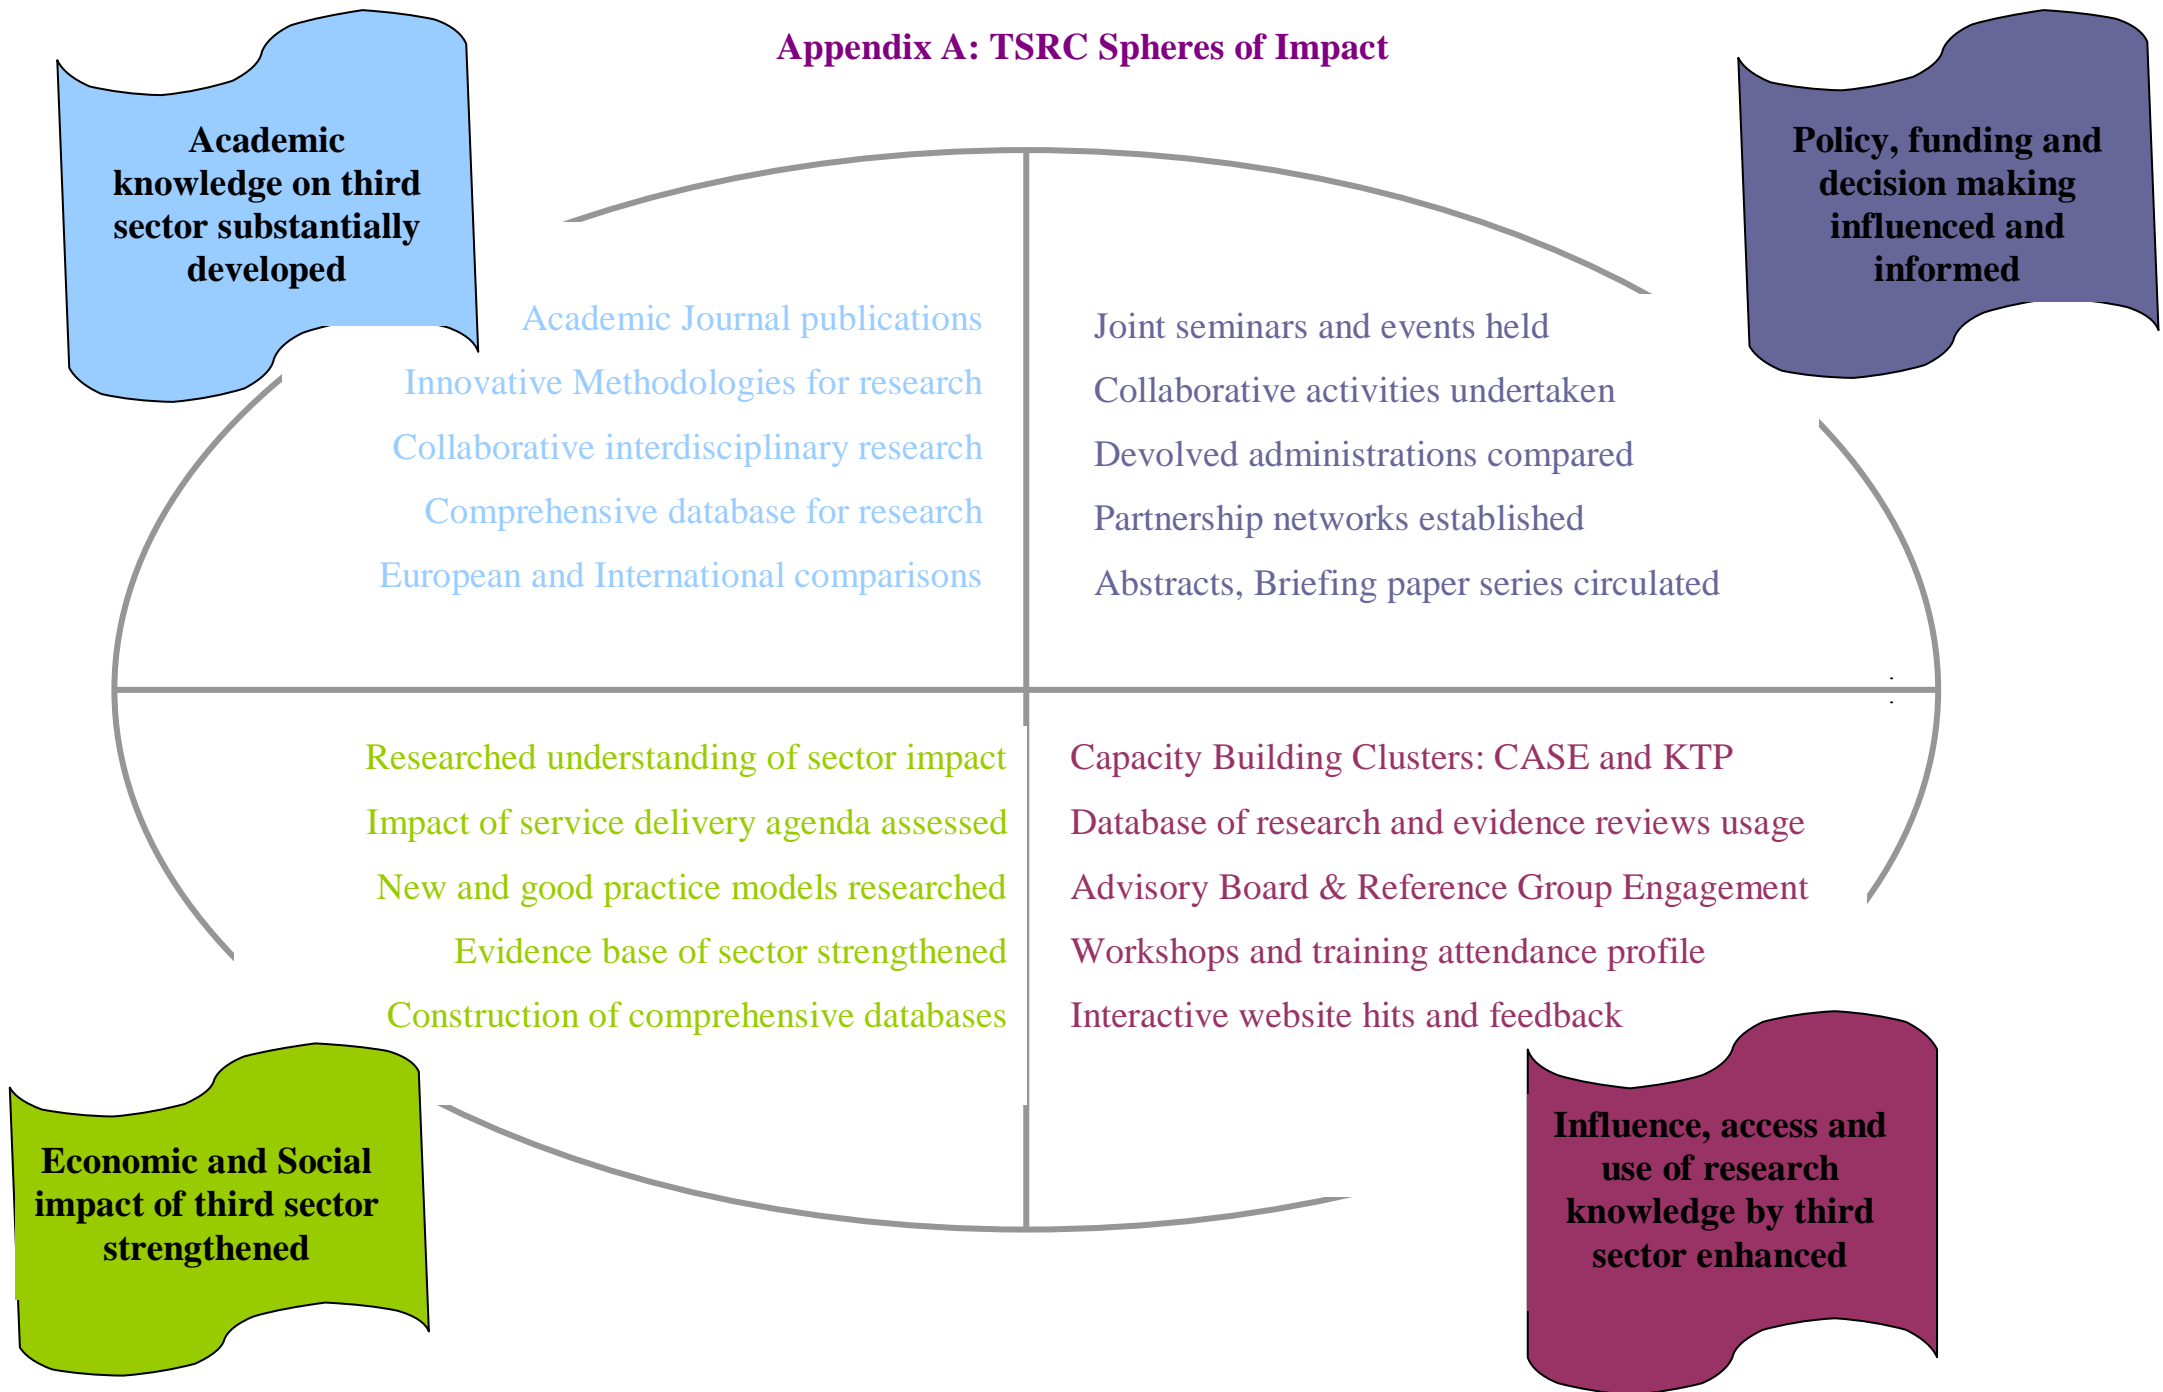 Appendix A: TSRC Spheres of Impact
Academic
knowledge on third
sector substantially
developed
Policy, funding and
decision making
influenced and
informed
Academic Journal publications
Innovative Methodologies for research
Collaborative interdisciplinary research
Comprehensive database for research
European and International comparisons
Joint seminars and events held
Collaborative activities undertaken
Devolved administrations compared
Partnership networks established
Abstracts, Briefing paper series circulated
Researched understanding of sector impact
Impact of service delivery agenda assessed
New and good practice models researched
Evidence base of sector strengthened
Construction of comprehensive databases
Capacity Building Clusters: CASE and KTP
Database of research and evidence reviews usage
Advisory Board & Reference Group Engagement
Workshops and training attendance profile
Interactive website hits and feedback
Economic and Social
impact of third sector
strengthened
Influence, access and
use of research
knowledge by third
sector enhanced